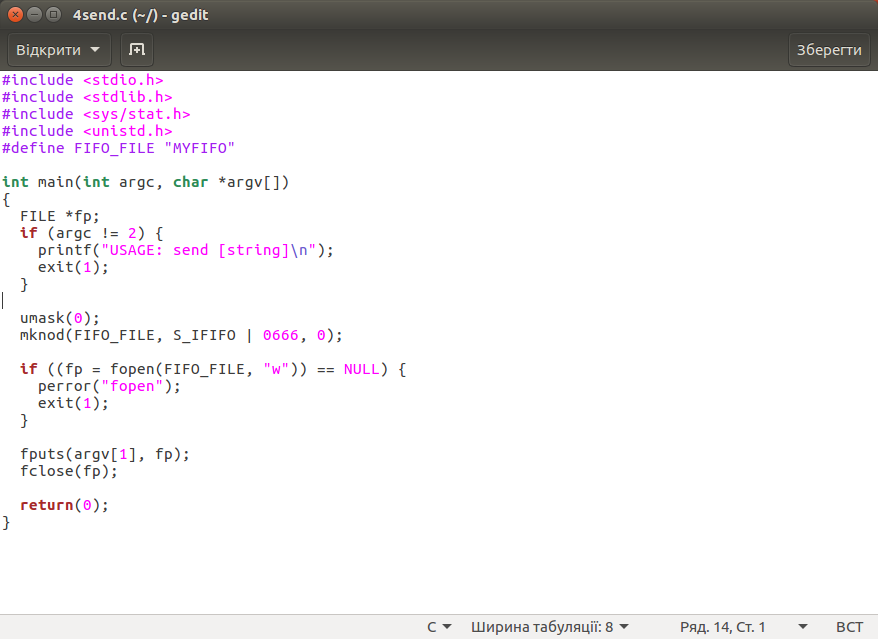 4send.c (~/) - gedit
Відкрити
Зберегти
#include <stdio.h>
#include <stdlib.h>
#include <sys/stat.h>
#include <unistd.h>
#define FIFO_FILE "MYFIFO"

int main(int argc, char *argv[])
{
  FILE *fp;
  if (argc != 2) {
    printf("USAGE: send [string]\n");
    exit(1);
  }

  umask(0);
  mknod(FIFO_FILE, S_IFIFO | 0666, 0);

  if ((fp = fopen(FIFO_FILE, "w")) == NULL) {
    perror("fopen");
    exit(1);
  }

  fputs(argv[1], fp);
  fclose(fp);

  return(0);
}
C
Ширина табуляції: 8
Ряд. 14, Ст. 1
ВСТ